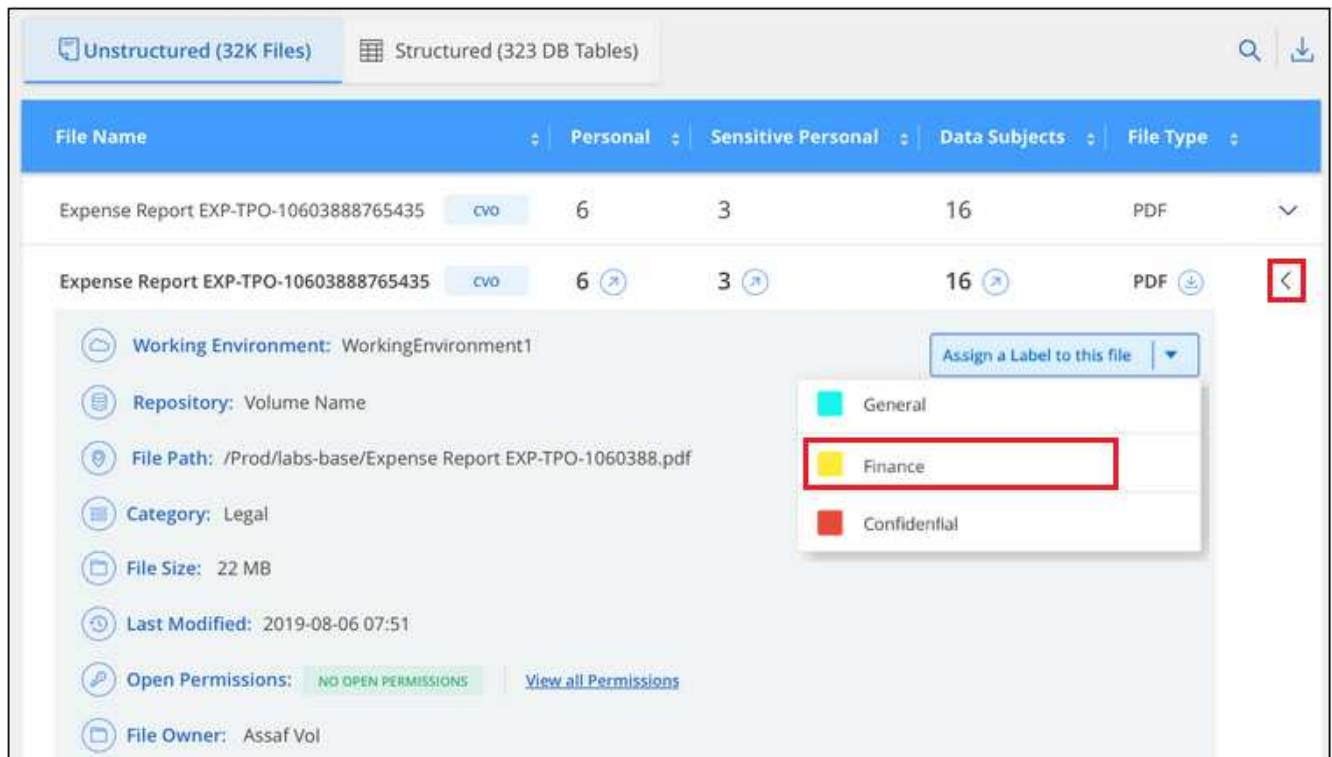 Unstructured (32K Files) Structured (323 DB Tables)
File Name Personal Sensitive Personal Data Subjects File Type
Expense Report EXP-TPO-10603888765435 CVO 6 3 16 PDF
Expense Report EXP-TPO-10603888765435 CVO 6 3 16 PDF
Working Environment: WorkingEnvironment1
Assign a Label to this file
Repository: Volume Name
General
File Path: /Prod/labs-base/Expense Report EXP-TPO-1060388.pdf
Finance
Category: Legal
Confidential
File Size: 22 MB
Last Modified: 2019-08-06 07:51
Open Permissions: NO OPEN PERMISSIONS View all Permissions
File Owner: Assaf Vol